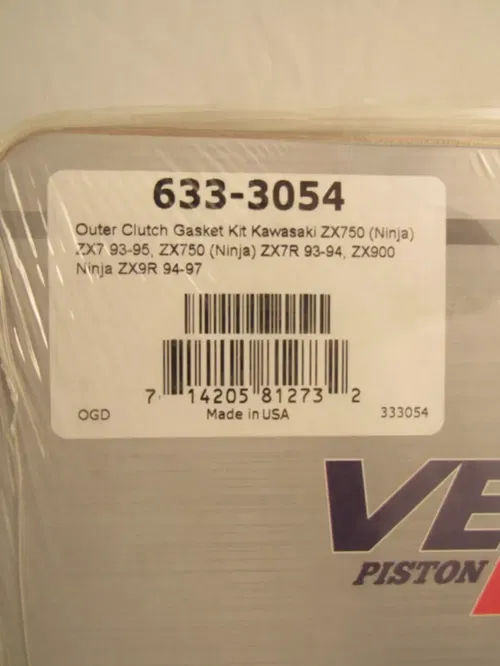 633-3054
Outer Clutch Gasket Kit Kawasaki ZX750 (Ninja)
ZX7 93-95, ZX750 (Ninja) ZX7R 93-94, ZX900
Ninja ZX9R 94-97
7 14205 81273 2
OGD Made in USA 333054
VE
PISTON